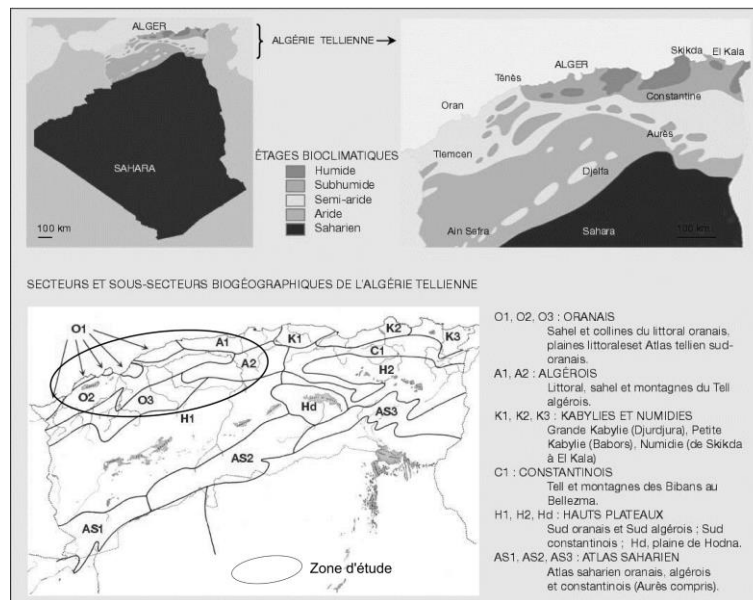 ALGER
ALGÉRIE TELLIENNE
SAHARA
100 km
ÉTAGES BIOCLIMATIQUES
Humide
Subhumide
Semi-aride
Aride
Saharien
Skikda
El Kala
ALGER
Ténès
Constantine
Oran
Aurès
Tlemcen
Djelfa
Ain Sefra
Sahara
100 km
SECTEURS ET SOUS-SECTEURS BIOGÉOGRAPHIQUES DE L'ALGÉRIE TELLIENNE
O1
A1
K1
K2
K3
A2
C1
H2
O2
O3
H1
Hd
AS3
AS2
AS1
Zone d'étude
O1, O2, O3 : ORANAIS
Sahel et collines du littoral oranais,
plaines littoraleset Atlas tellien sud-
oranais.
A1, A2 : ALGÉROIS
Littoral, sahel et montagnes du Tell
algérois.
K1, K2, K3 : KABYLIES ET NUMIDIES
Grande Kabylie (Djurdjura), Petite
Kabylie (Babors), Numidie (de Skikda
à El Kala)
C1 : CONSTANTINOIS
Tell et montagnes des Bibans au
Bellezma.
H1, H2, Hd : HAUTS PLATEAUX
Sud oranais et Sud algérois ; Sud
constantinois ; Hd, plaine de Hodna.
AS1, AS2, AS3 : ATLAS SAHARIEN
Atlas saharien oranais, algérois
et constantinois (Aurès compris).